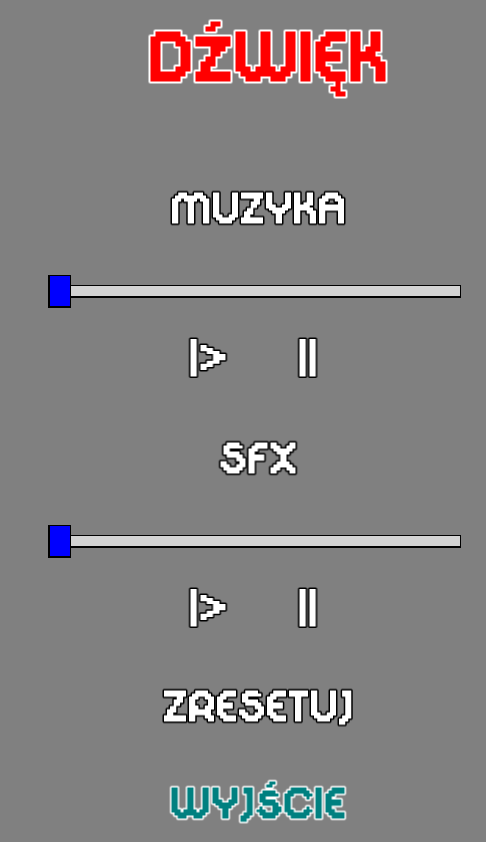 DŹWIĘK
MUZYKA
|> ||
SFX
|> ||
ZRESETUJ
WYJŚCIE